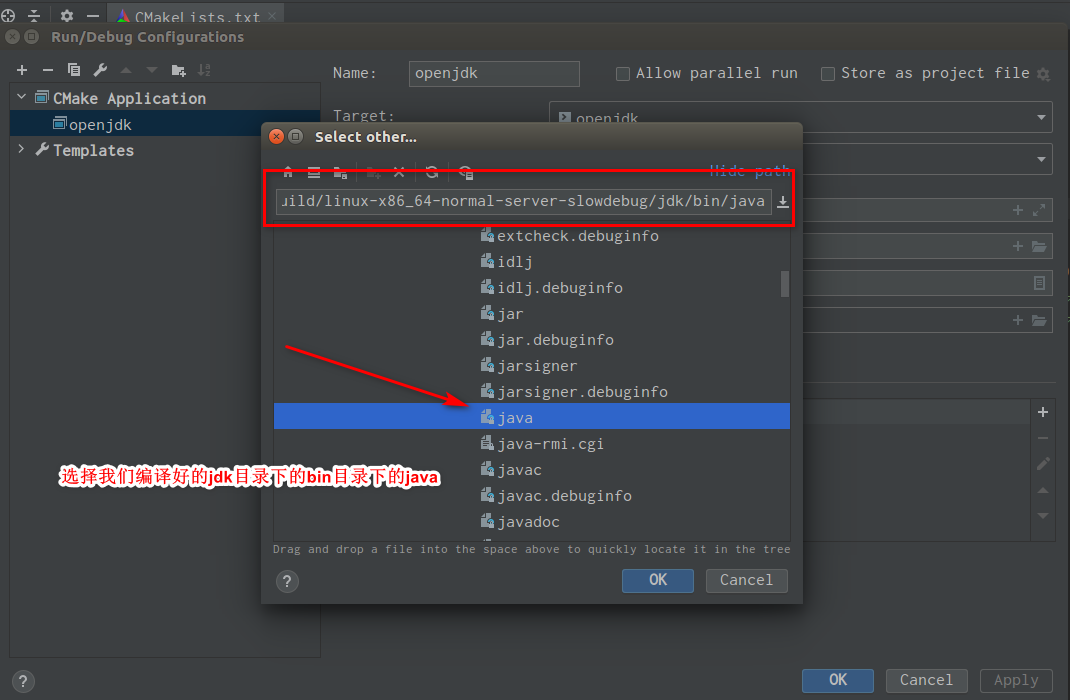 CMakeLists.txt
Run/Debug Configurations
Name:
openjdk
Allow parallel run
Store as project file
CMake Application
openjdk
Templates
Target:
openjdk
Select other...
Hide path
uild/linux-x86_64-normal-server-slowdebug/jdk/bin/java
extcheck.debuginfo
idlj
idlj.debuginfo
jar
jar.debuginfo
jarsigner
jarsigner.debuginfo
java
java-rmi.cgi
javac
javac.debuginfo
javadoc
选择我们编译好的jdk目录下的bin目录下的java
Drag and drop a file into the space above to quickly locate it in the tree
?
OK
Cancel
?
OK
Cancel
Apply